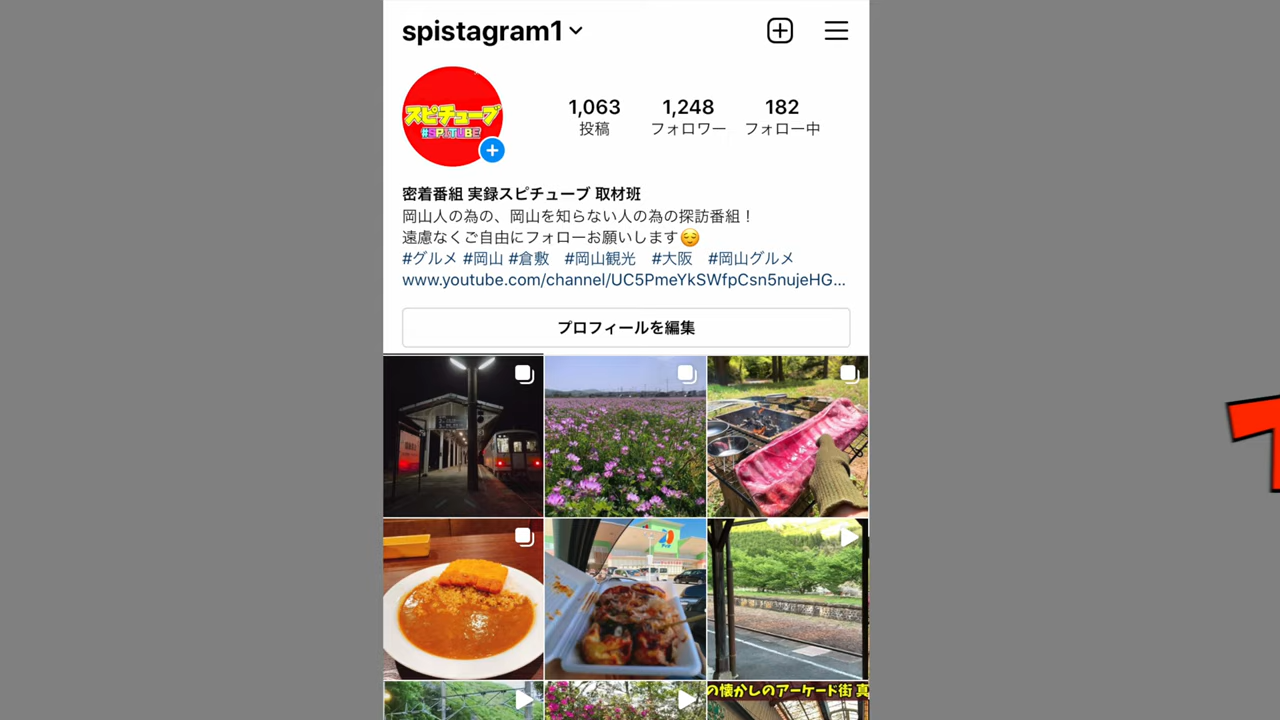 spistagram1
スピチューブ
#SPITUBE
1,063
投稿
1,248
フォロワー
182
フォロー中
密着番組 実録スピチューブ 取材班
岡山人の為の、岡山を知らない人の為の探訪番組！
遠慮なくご自由にフォローお願いします😌
#グルメ #岡山 #倉敷　#岡山観光　#大阪　#岡山グルメ
www.youtube.com/channel/UC5PmeYkSWfpCsn5nujeHG...
プロフィールを編集
の懐かしのアーケード街 真